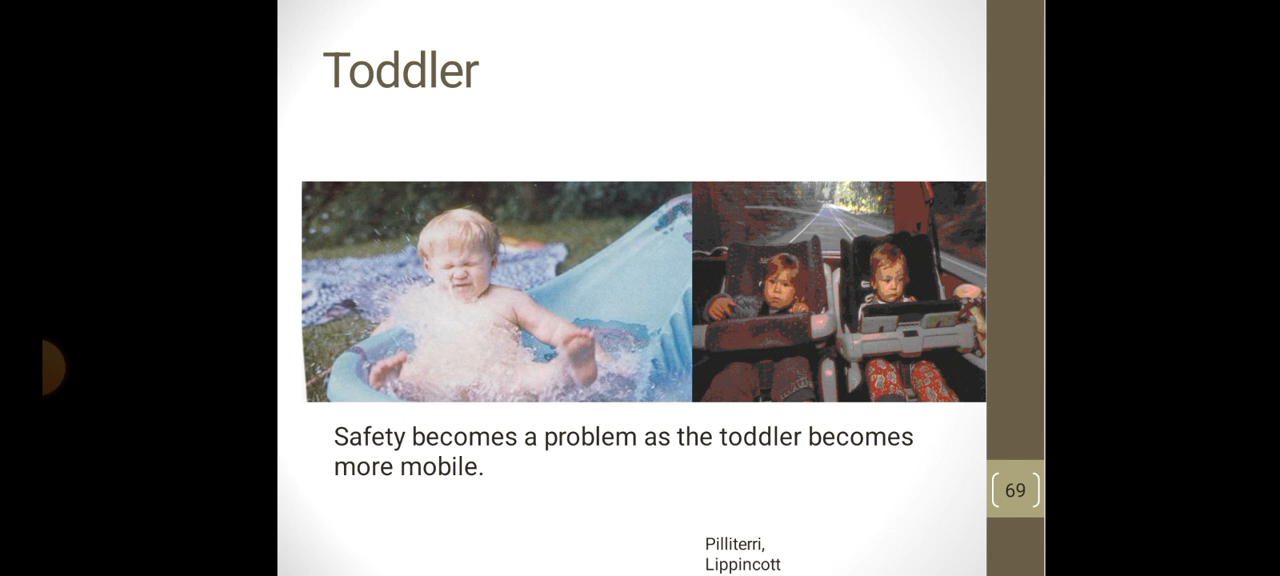 Toddler
Safety becomes a problem as the toddler becomes
more mobile.
69
Pilliterri,
Lippincott